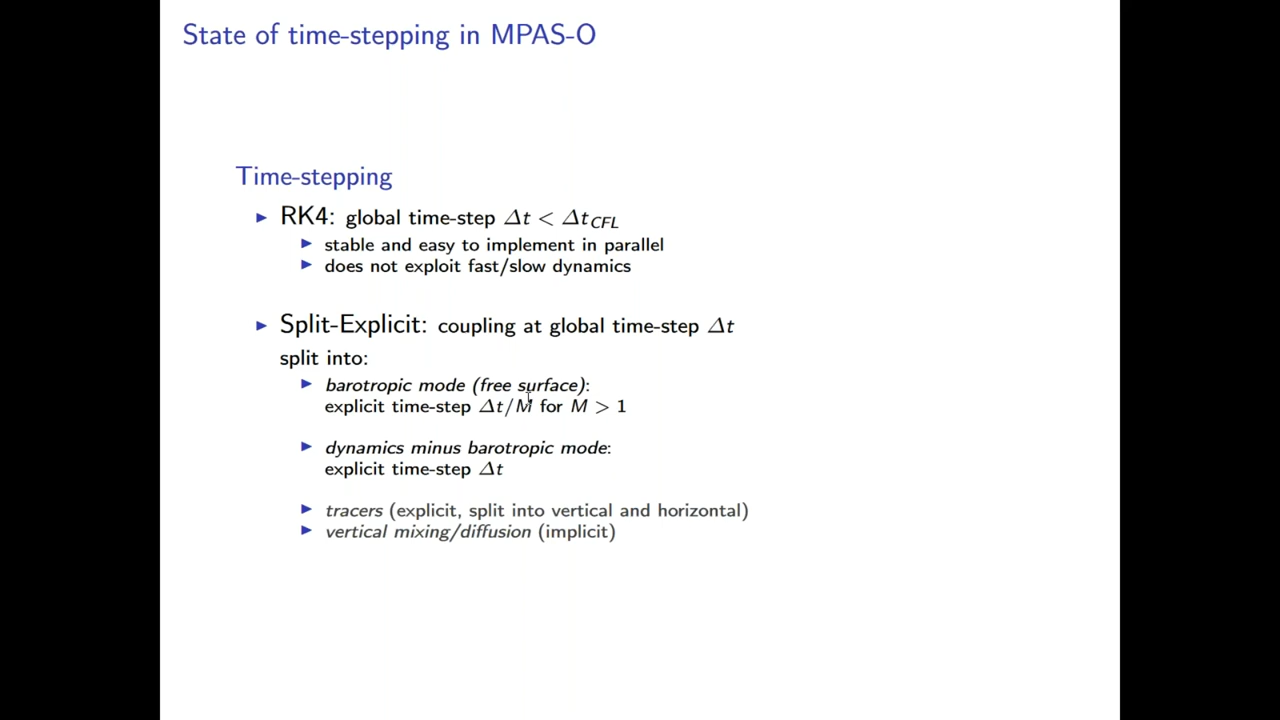 State of time-stepping in MPAS-O
Time-stepping
▶ RK4: global time-step Δt < Δt_CFL
▶ stable and easy to implement in parallel
▶ does not exploit fast/slow dynamics
▶ Split-Explicit: coupling at global time-step Δt
split into:
▶ barotropic mode (free surface):
explicit time-step Δt/M for M > 1
▶ dynamics minus barotropic mode:
explicit time-step Δt
▶ tracers (explicit, split into vertical and horizontal)
▶ vertical mixing/diffusion (implicit)